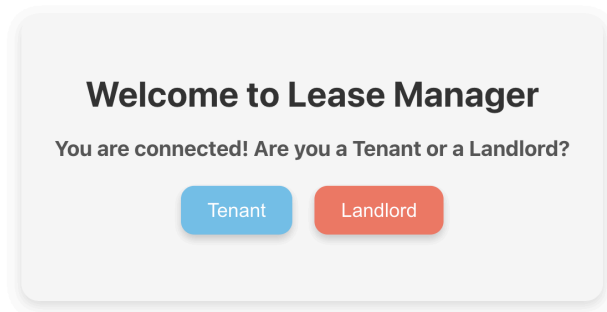 Welcome to Lease Manager
You are connected! Are you a Tenant or a Landlord?
Tenant
Landlord